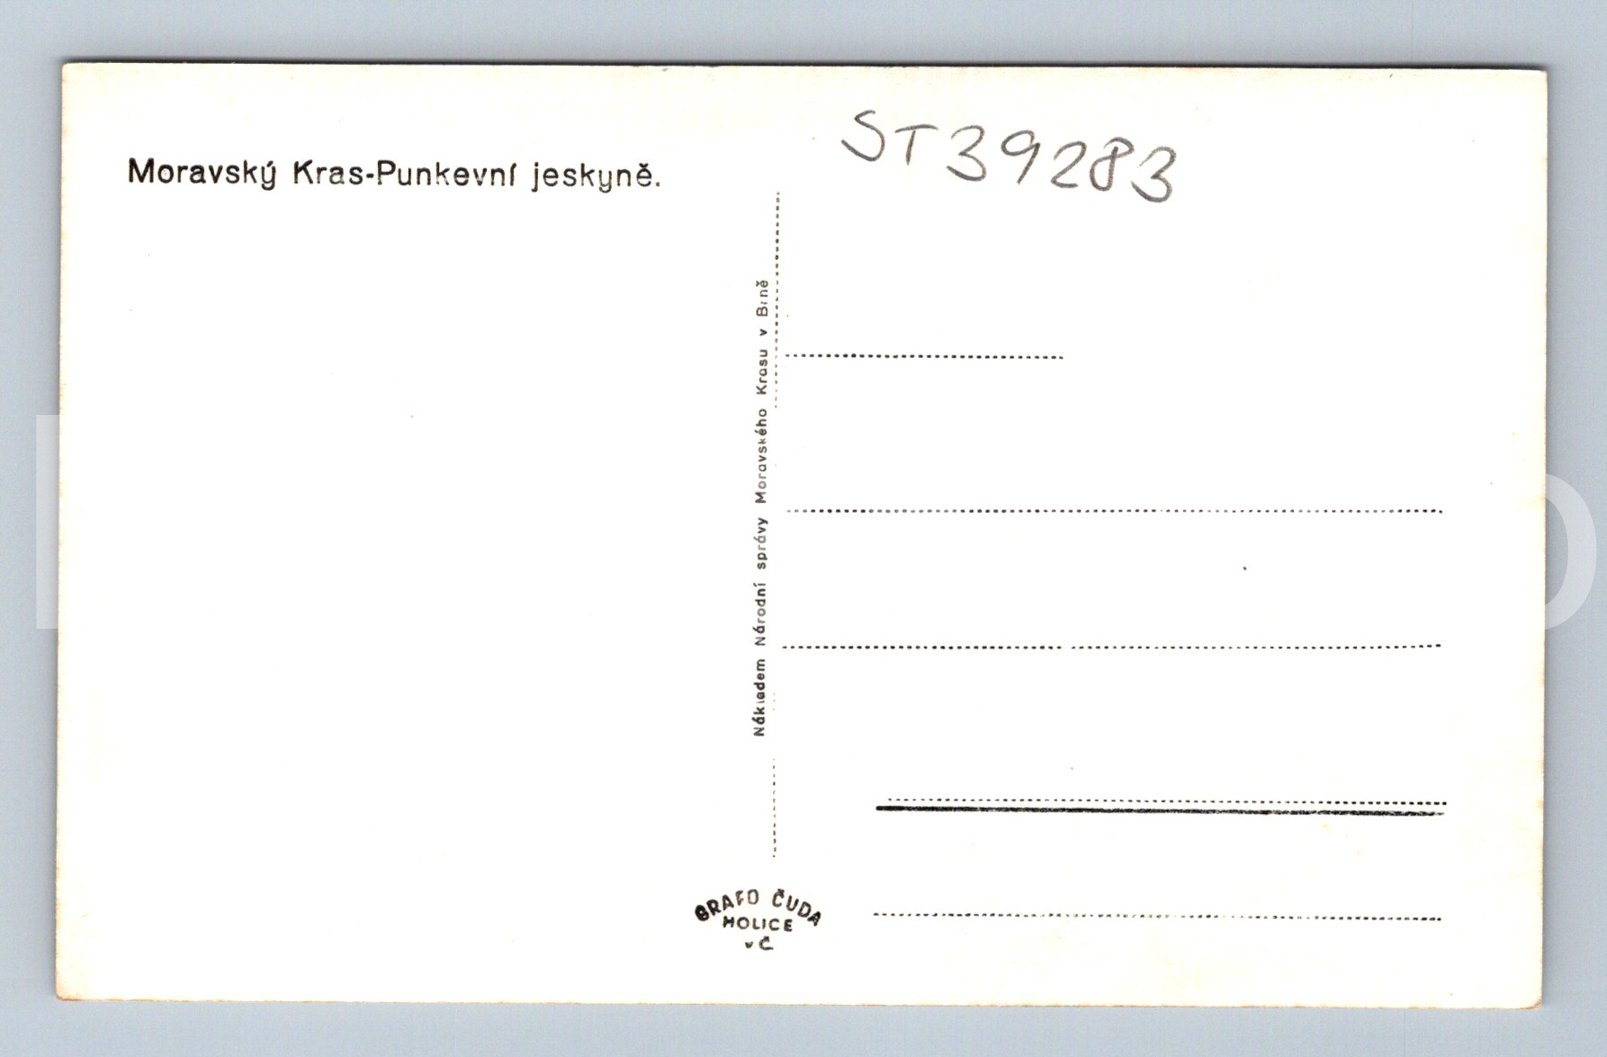 Moravský Kras-Punkevní jeskyně.
ST39283
Nákladem Národní správy Moravského Krasu v Brně
GRAFO ČUDA
HOLICE
v Č